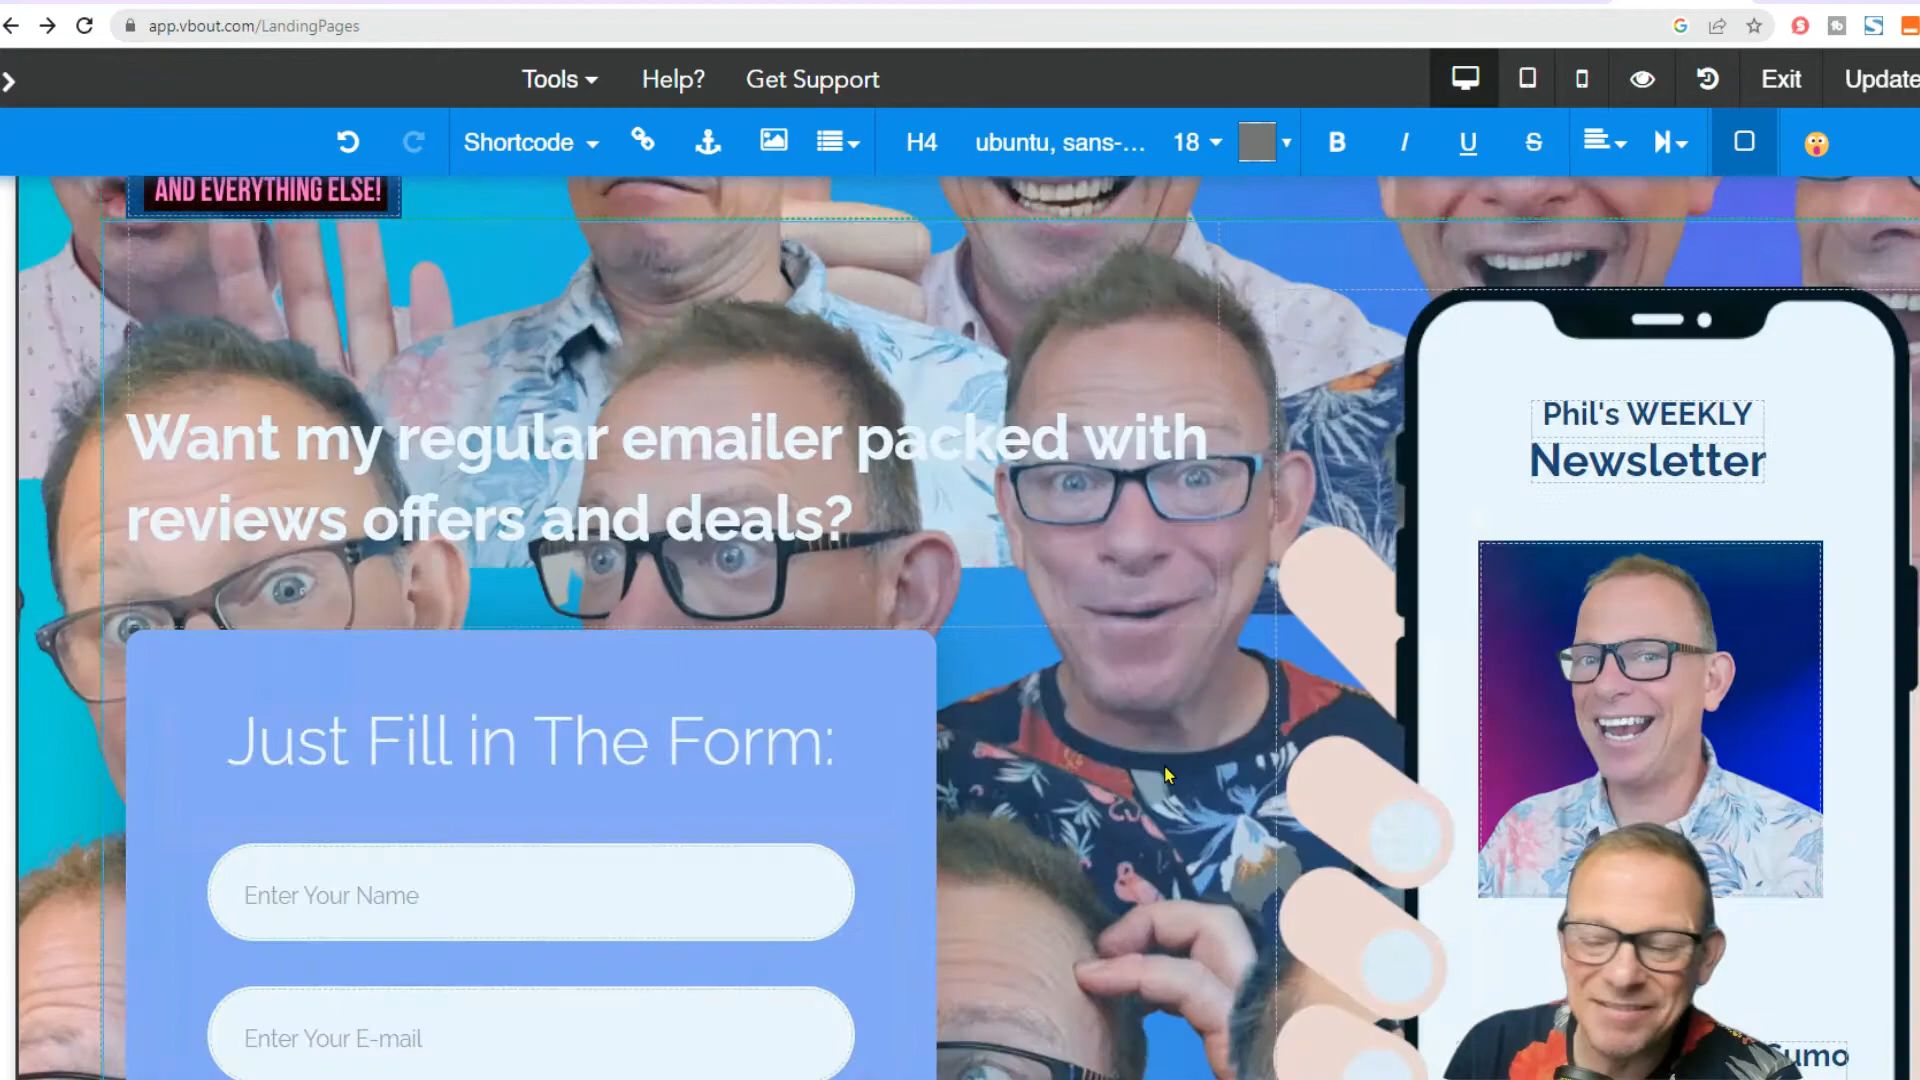 app.vbout.com/LandingPages
Tools Help? Get Support Exit Update
Shortcode H4 ubuntu, sans-... 18 B I U S
AND EVERYTHING ELSE!
Want my regular emailer packed with
reviews offers and deals?
Phil's WEEKLY
Newsletter
Just Fill in The Form:
Enter Your Name
Enter Your E-mail
Sumo